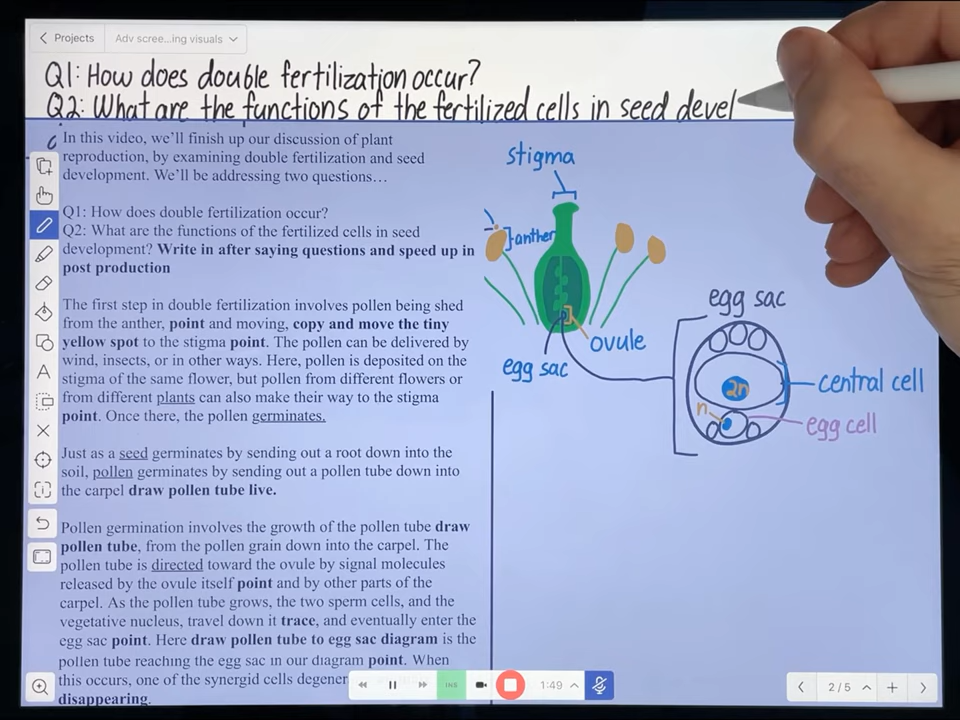 Projects
Adv scree...ing visuals
Q1: How does double fertilization occur?
Q2: What are the functions of the fertilized cells in seed devel
In this video, we'll finish up our discussion of plant
reproduction, by examining double fertilization and seed
development. We'll be addressing two questions…
Q1: How does double fertilization occur?
Q2: What are the functions of the fertilized cells in seed
development? Write in after saying questions and speed up in
post production
The first step in double fertilization involves pollen being shed
from the anther, point and moving, copy and move the tiny
yellow spot to the stigma point. The pollen can be delivered by
wind, insects, or in other ways. Here, pollen is deposited on the
stigma of the same flower, but pollen from different flowers or
from different plants can also make their way to the stigma
point. Once there, the pollen germinates.
Just as a seed germinates by sending out a root down into the
soil, pollen germinates by sending out a pollen tube down into
the carpel draw pollen tube live.
Pollen germination involves the growth of the pollen tube draw
pollen tube, from the pollen grain down into the carpel. The
pollen tube is directed toward the ovule by signal molecules
released by the ovule itself point and by other parts of the
carpel. As the pollen tube grows, the two sperm cells, and the
vegetative nucleus, travel down it trace, and eventually enter the
egg sac point. Here draw pollen tube to egg sac diagram is the
pollen tube reaching the egg sac in our diagram point. When
this occurs, one of the synergid cells degener
disappearing.
stigma
anther
ovule
egg sac
egg sac
2n
central cell
n
egg cell
A
INS
1:49
2/5